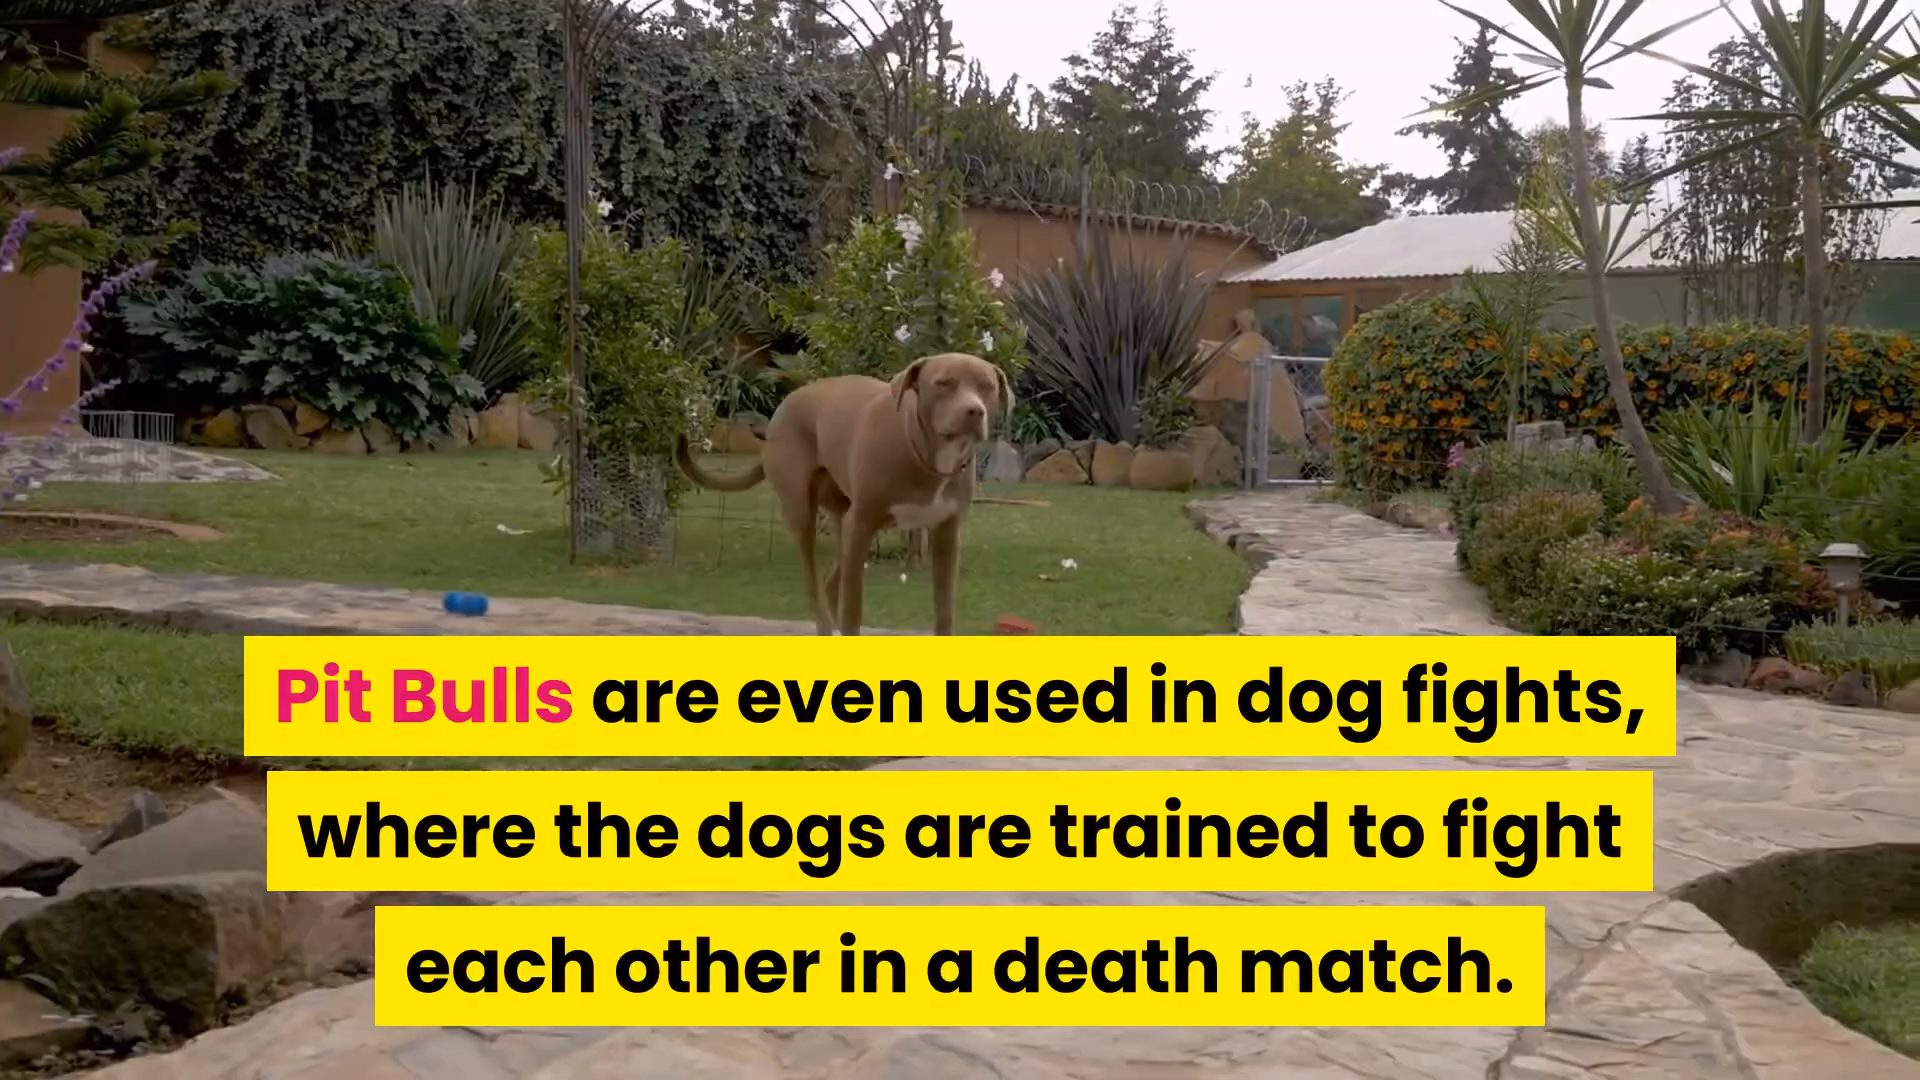 Pit Bulls are even used in dog fights,
where the dogs are trained to fight
each other in a death match.